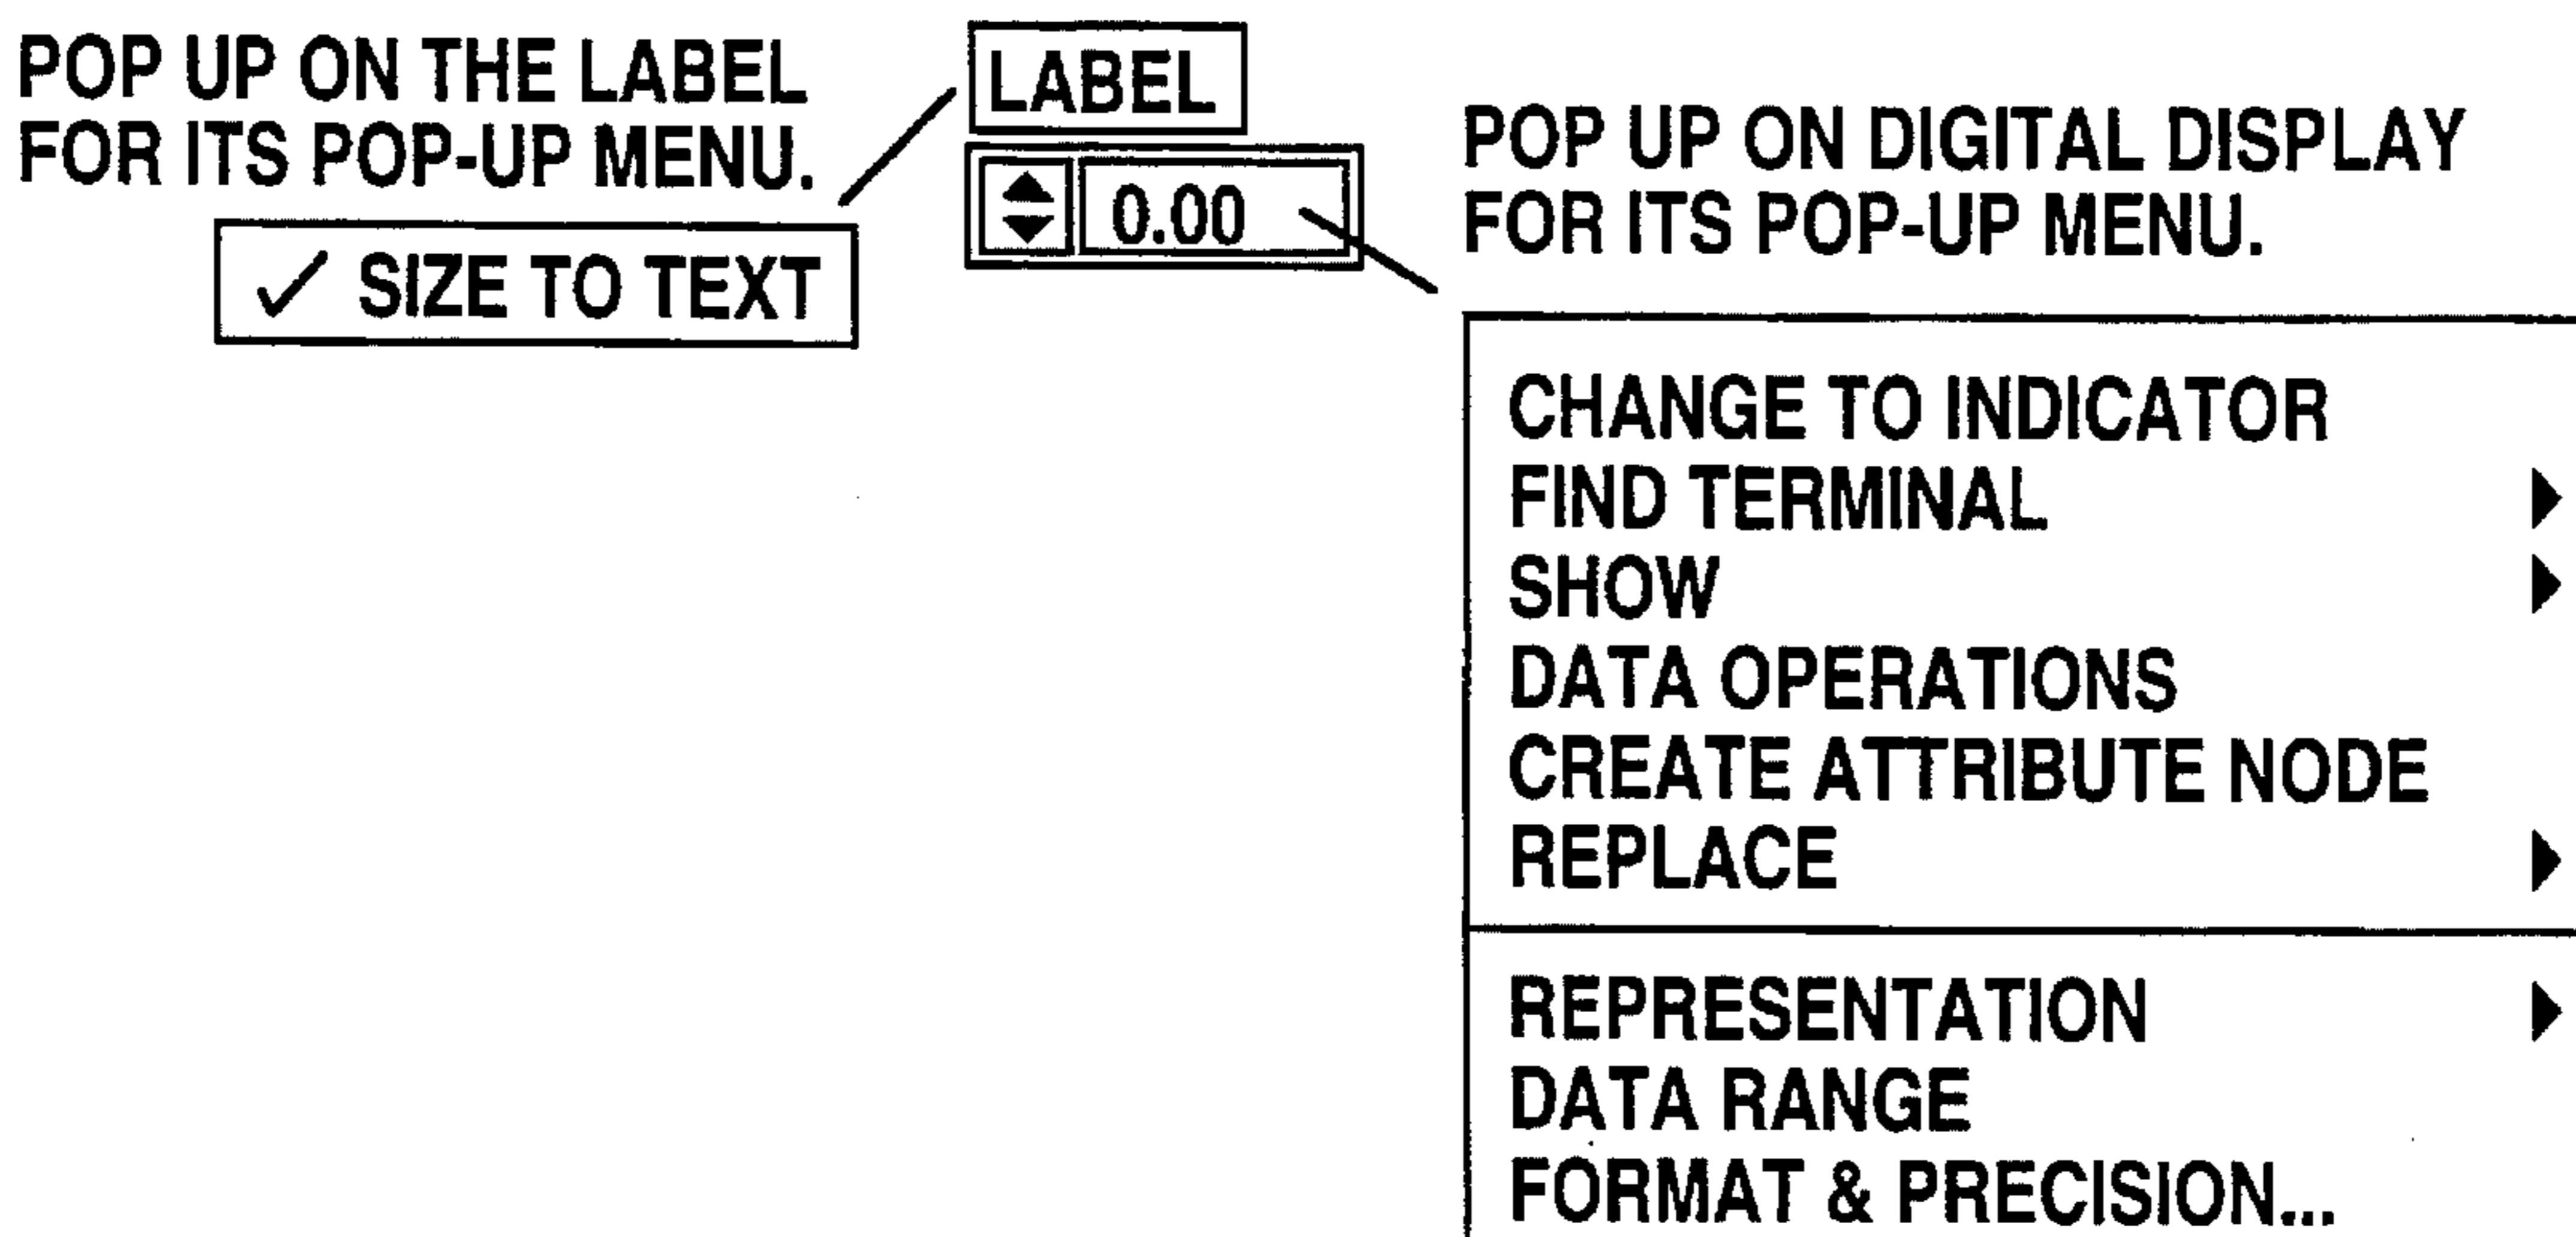 POP UP ON THE LABEL
FOR ITS POP-UP MENU.
✓ SIZE TO TEXT
LABEL
0.00
POP UP ON DIGITAL DISPLAY
FOR ITS POP-UP MENU.
CHANGE TO INDICATOR
FIND TERMINAL
SHOW
DATA OPERATIONS
CREATE ATTRIBUTE NODE
REPLACE
REPRESENTATION
DATA RANGE
FORMAT & PRECISION...